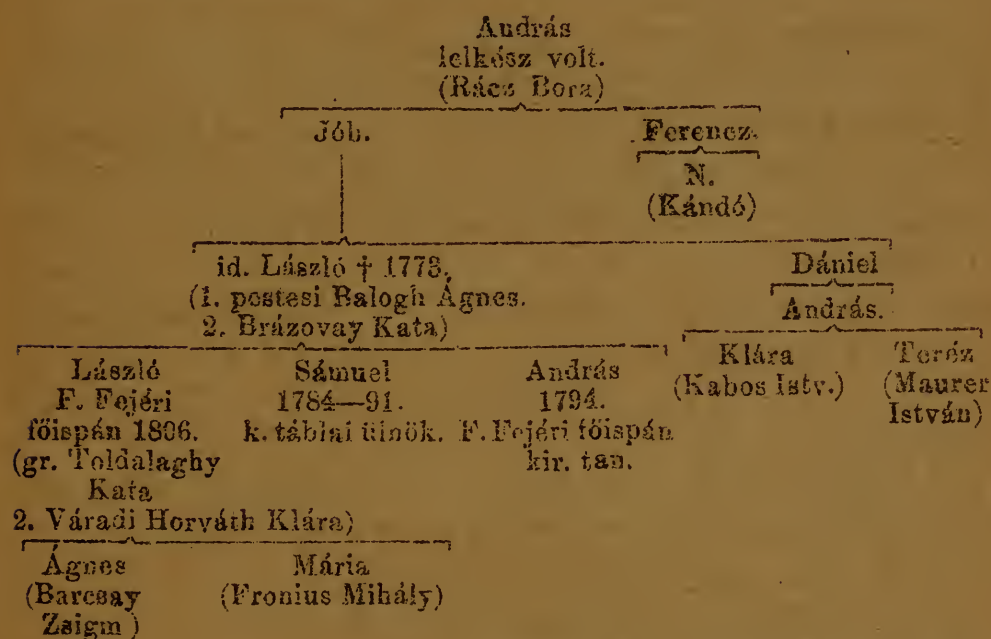 András
lelkész volt.
(Rácz Bora)
Jób.
Ferencz.
N.
(Kándó)
id. László † 1773.
(1. pestesi Balogh Ágnes.
2. Brázovay Kata)
Dániel
András.
László
F. Fejéri
főispán 1806.
(gr. Toldalaghy
Kata
2. Váradi Horváth Klára)
Sámuel
1784—91.
k. táblai ülnök.
András
1794.
F. Fejéri főispán
kir. tan.
Klára
(Kabos Istv.)
Teréz
(Maurer
István)
Ágnes
(Barcsay
Zsigm)
Mária
(Fronius Mihály)